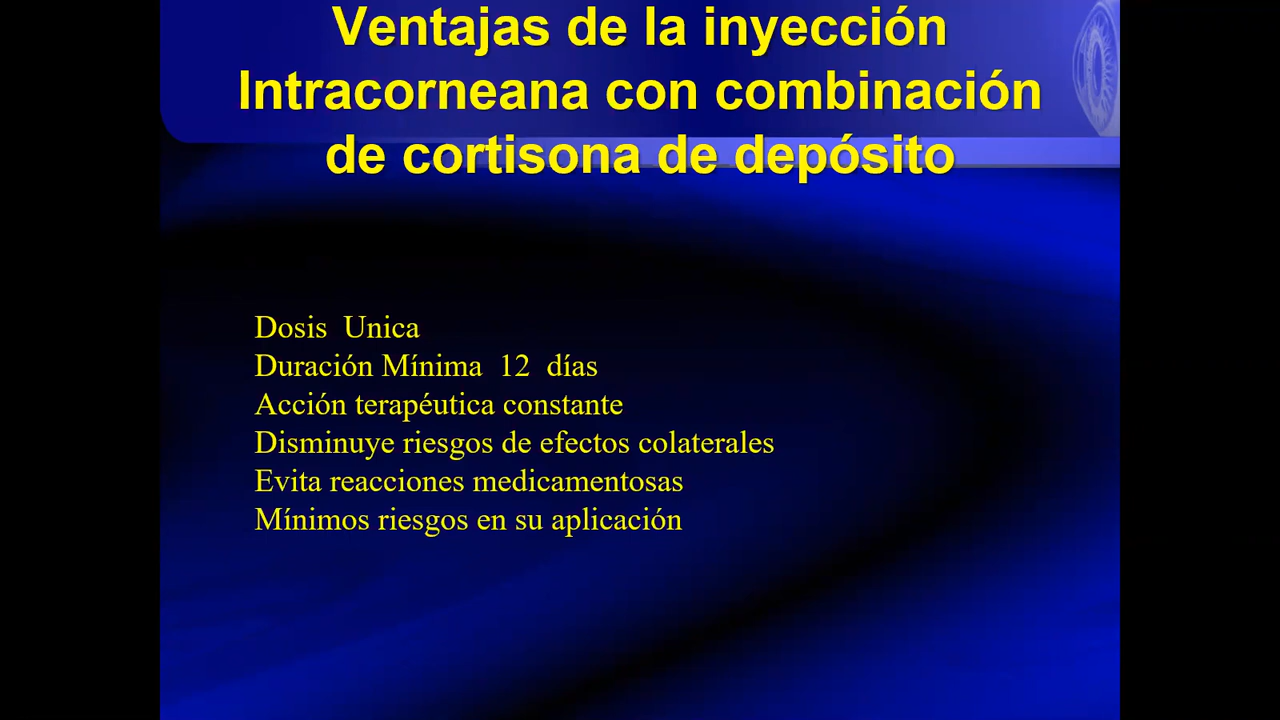 Ventajas de la inyección
Intracorneana con combinación
de cortisona de depósito
Dosis  Unica
Duración Mínima  12  días
Acción terapéutica constante
Disminuye riesgos de efectos colaterales
Evita reacciones medicamentosas
Mínimos riesgos en su aplicación